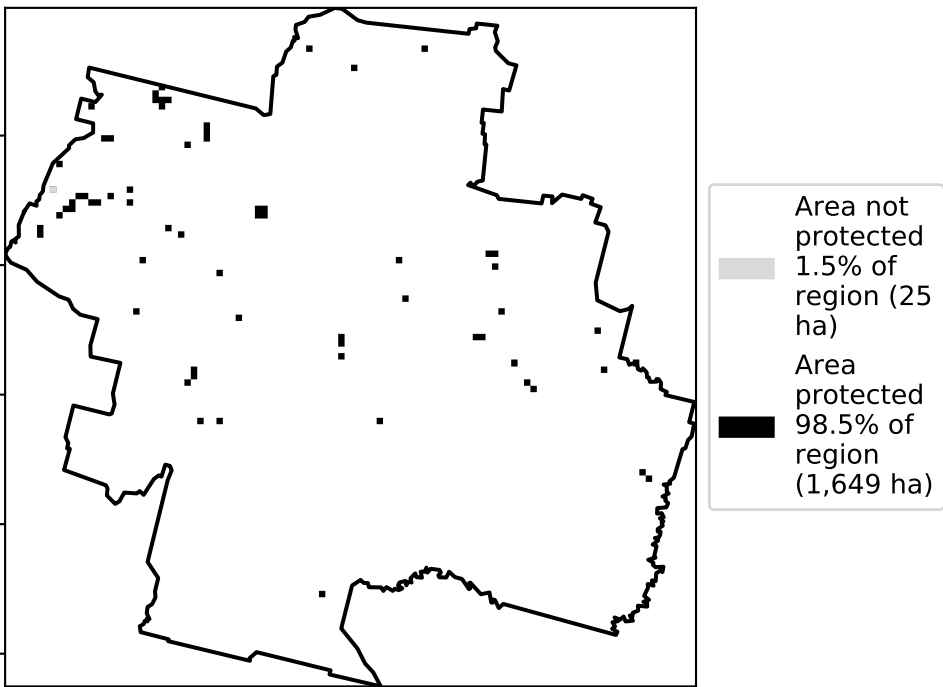 Area not
protected
1.5% of
region (25
ha)
Area
protected
98.5% of
region
(1,649 ha)